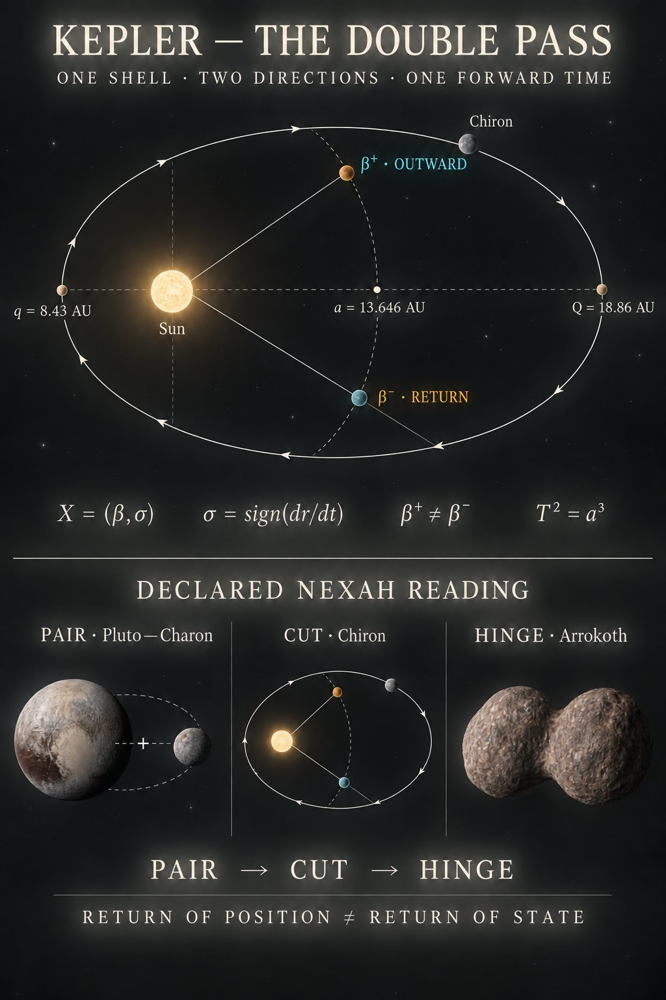 KEPLER — THE DOUBLE PASS
ONE SHELL · TWO DIRECTIONS · ONE FORWARD TIME
Chiron
β⁺ · OUTWARD
q = 8.43 AU
a = 13.646 AU
Q = 18.86 AU
Sun
β⁻ · RETURN
X = (β, σ)
σ = sign(dr/dt)
β⁺ ≠ β⁻
T² = a³
DECLARED NEXAH READING
PAIR · Pluto—Charon
CUT · Chiron
HINGE · Arrokoth
+
PAIR → CUT → HINGE
RETURN OF POSITION ≠ RETURN OF STATE